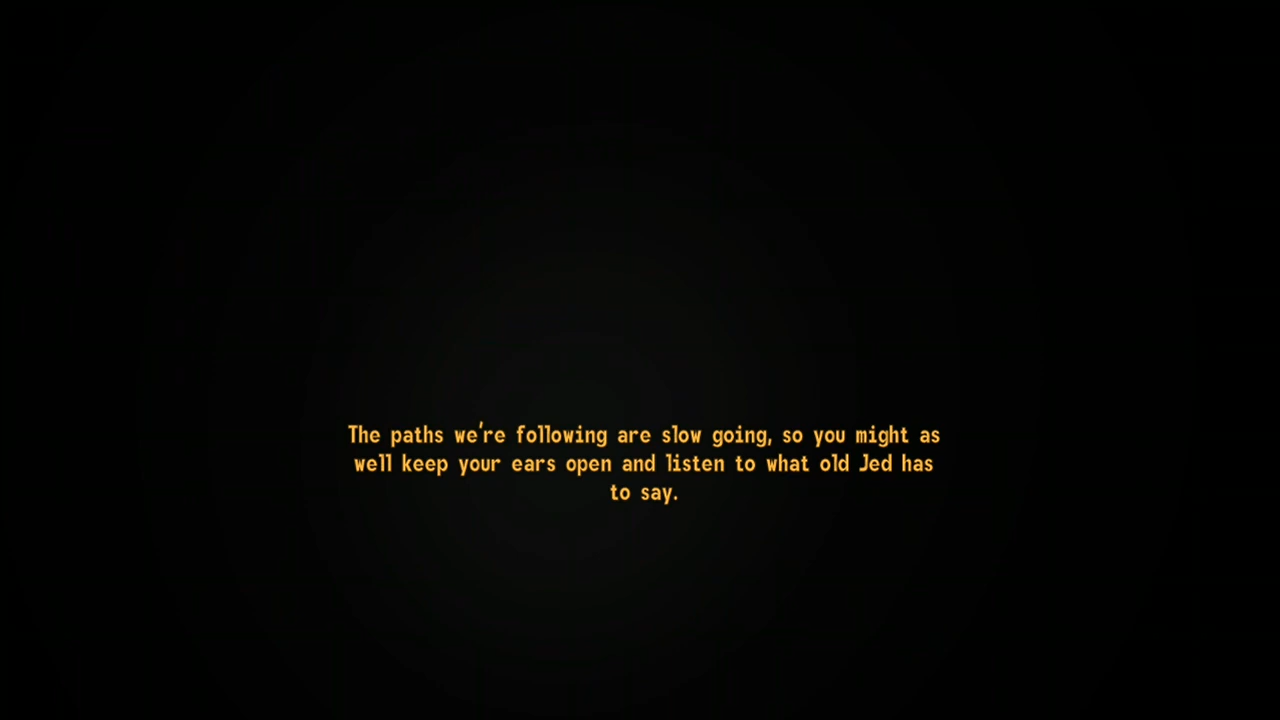 The paths we're following are slow going, so you might as
well keep your ears open and listen to what old Jed has
to say.